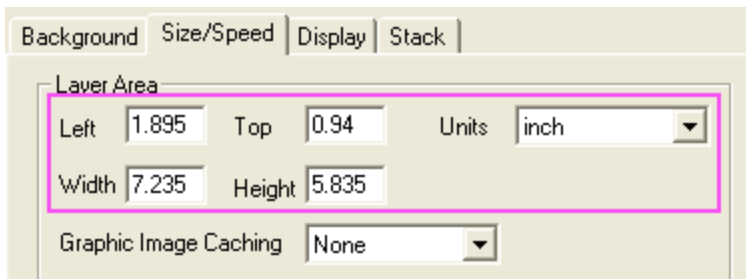 Background Size/Speed Display Stack
Layer Area
Left 1.895 Top 0.94 Units inch
Width 7.235 Height 5.835
Graphic Image Caching None